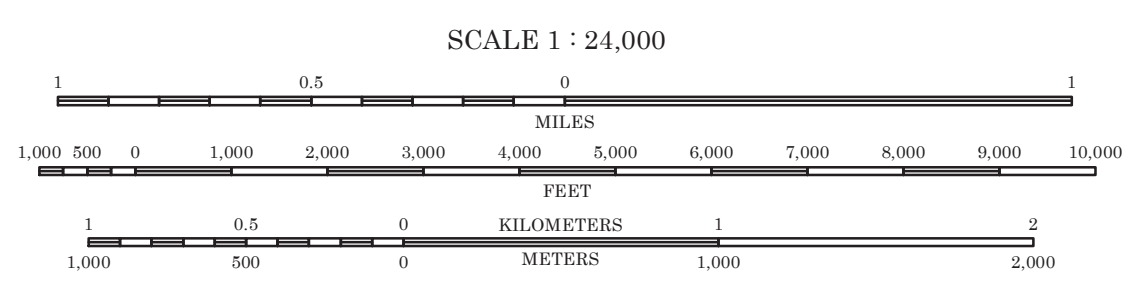 SCALE 1 : 24,000
1 0.5 0 1
MILES
1,000 500 0 1,000 2,000 3,000 4,000 5,000 6,000 7,000 8,000 9,000 10,000
FEET
1 0.5 0 KILOMETERS 1 2
1,000 500 0 METERS 1,000 2,000